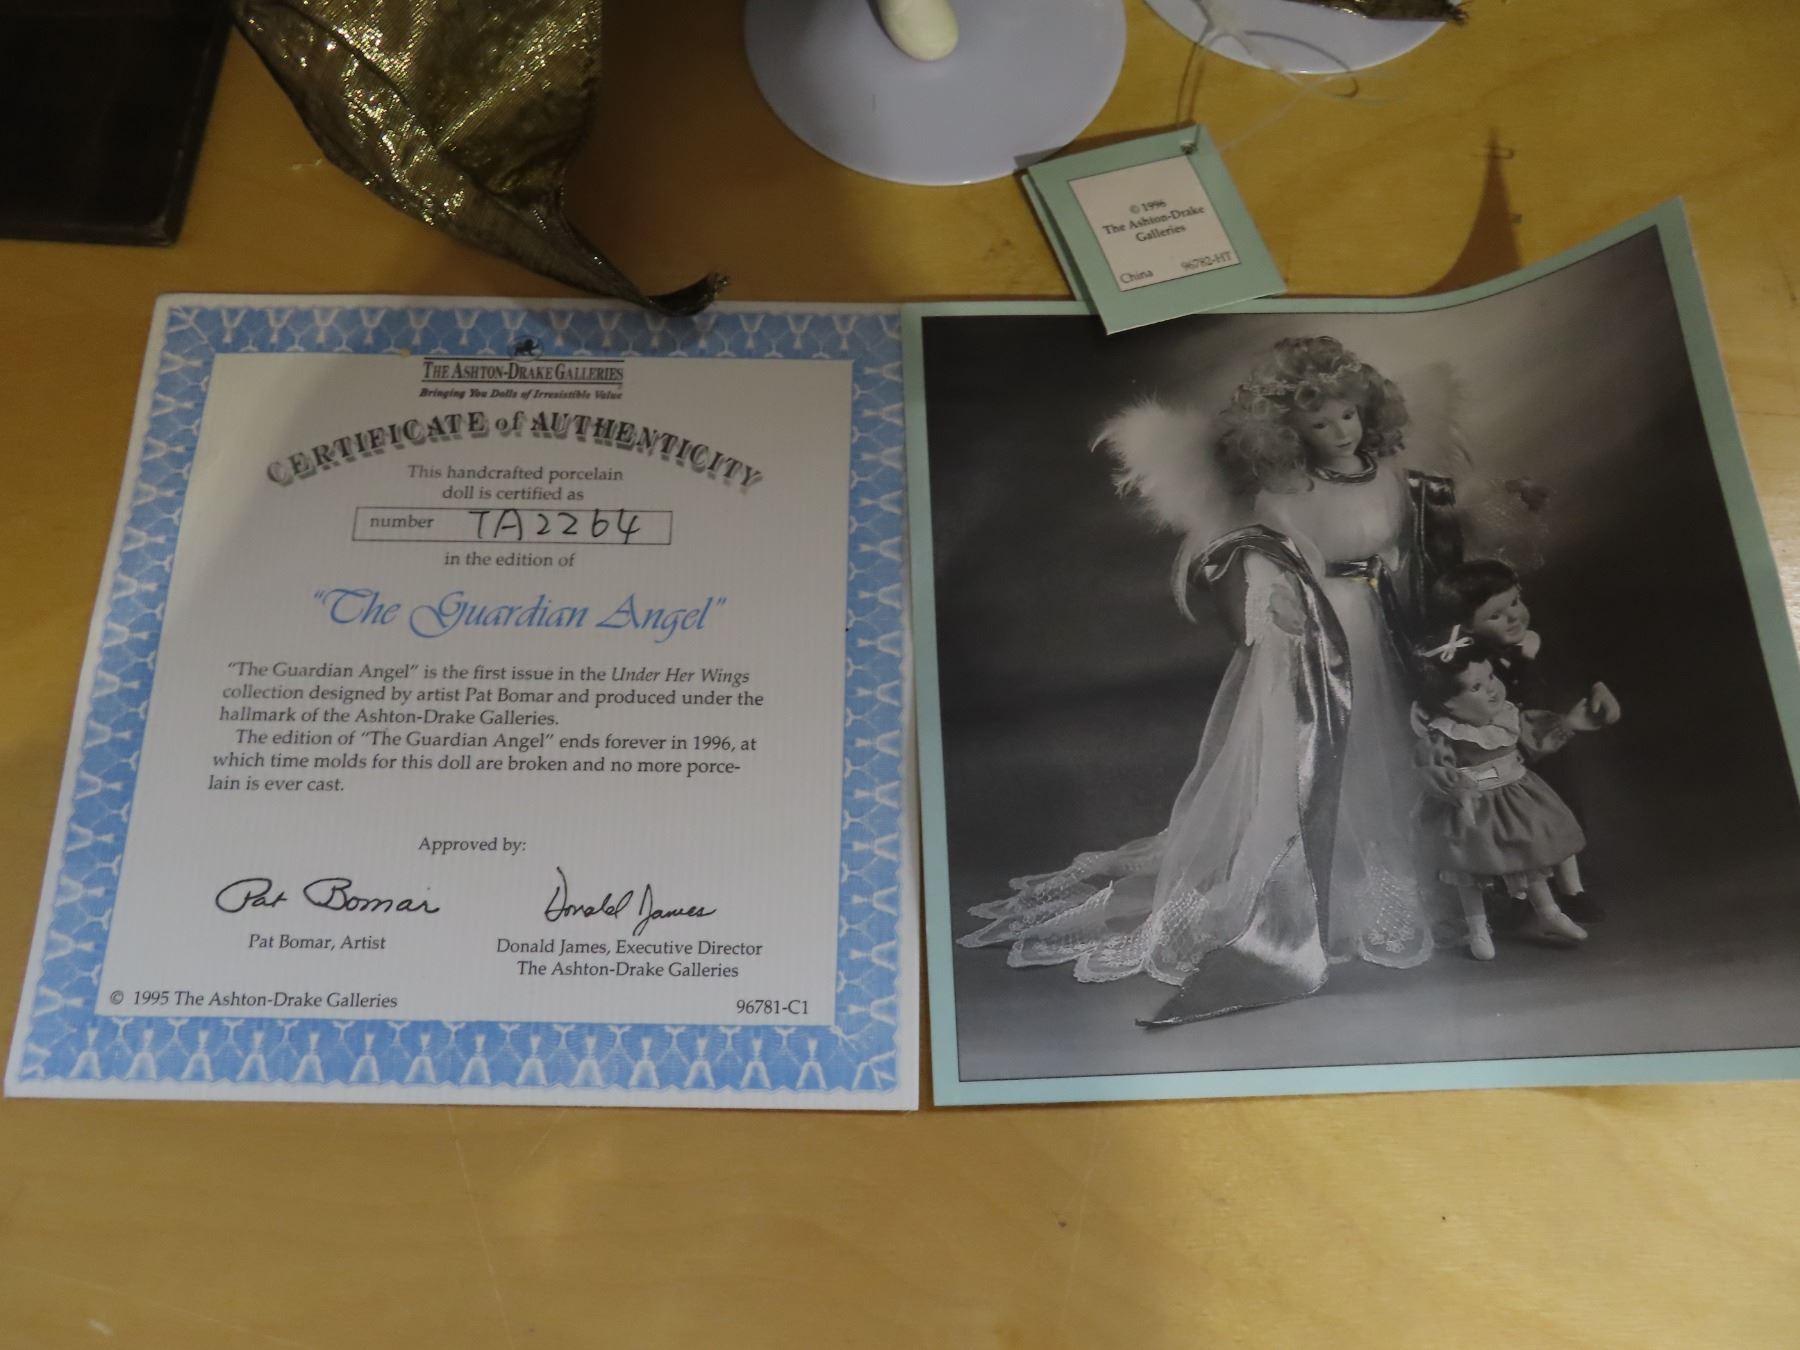 © 1996
The Ashton-Drake
Galleries
China 96782-HT
THE ASHTON-DRAKE GALLERIES
Bringing You Dolls of Irresistible Value
CERTIFICATE of AUTHENTICITY
This handcrafted porcelain
doll is certified as
number TA2264
in the edition of
"The Guardian Angel"
"The Guardian Angel" is the first issue in the Under Her Wings
collection designed by artist Pat Bomar and produced under the
hallmark of the Ashton-Drake Galleries.
The edition of "The Guardian Angel" ends forever in 1996, at
which time molds for this doll are broken and no more porce-
lain is ever cast.
Approved by:
Pat Bomar Donald James
Pat Bomar, Artist Donald James, Executive Director
The Ashton-Drake Galleries
© 1995 The Ashton-Drake Galleries 96781-C1